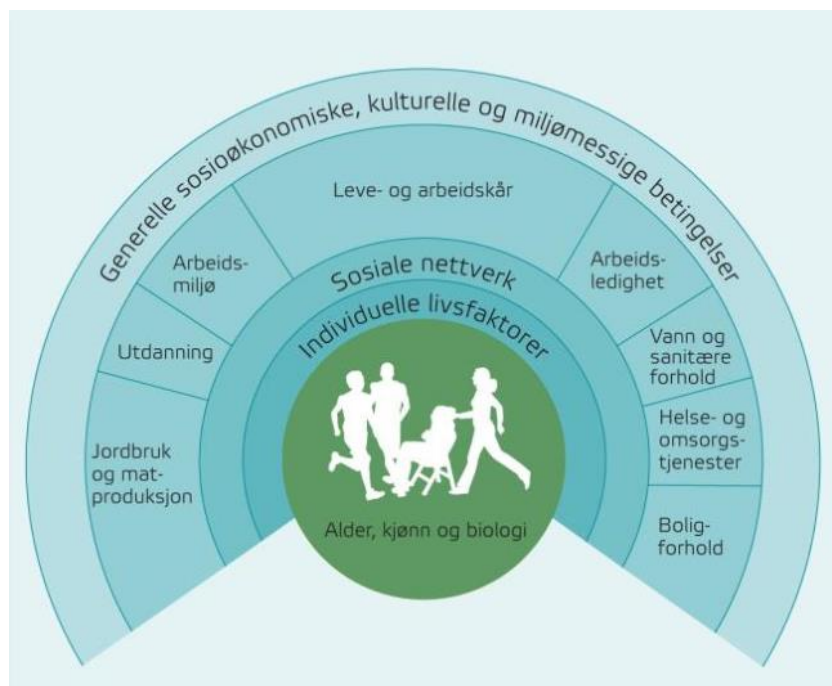 Generelle sosioøkonomiske, kulturelle og miljømessige betingelser
Leve- og arbeidskår
Arbeids-
miljø
Arbeids-
ledighet
Sosiale nettverk
Individuelle livsfaktorer
Utdanning
Vann og
sanitære
forhold
Jordbruk
og mat-
produksjon
Helse- og
omsorgs-
tjenester
Alder, kjønn og biologi
Bolig-
forhold